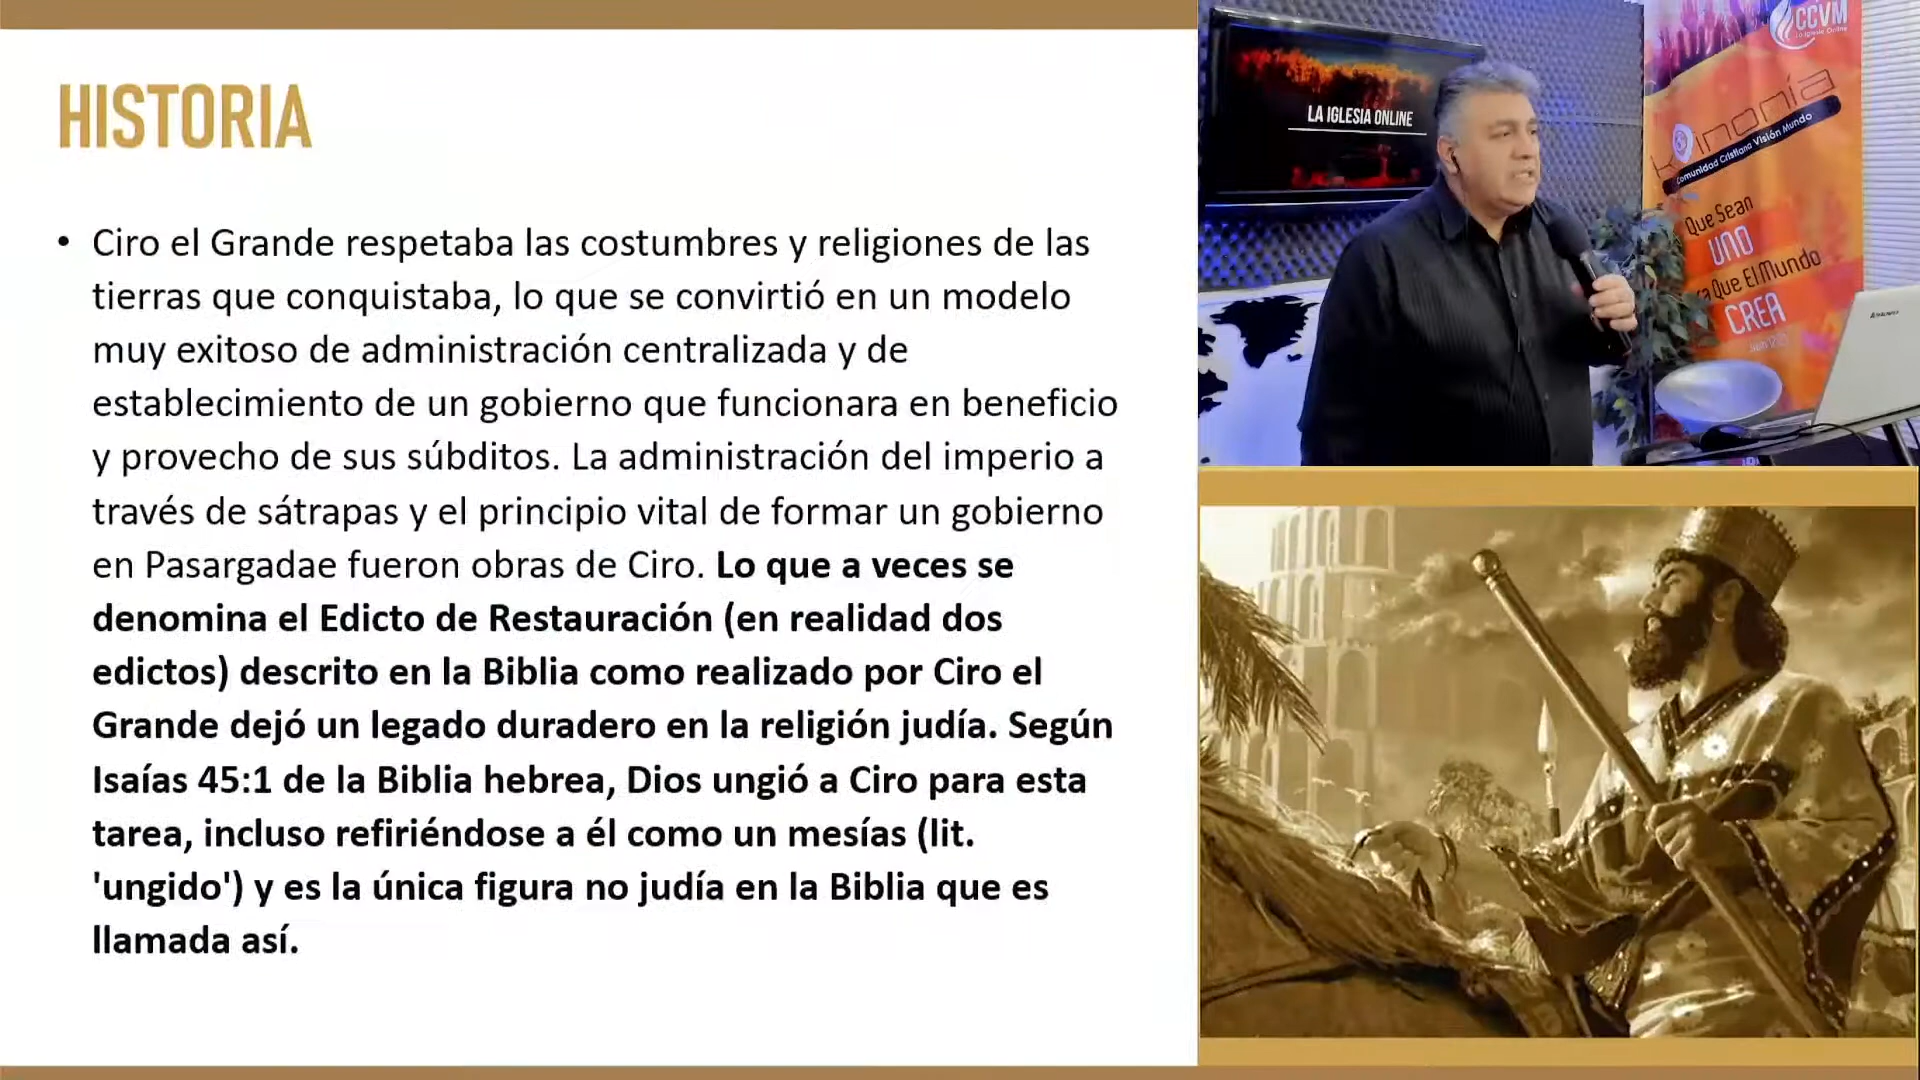 HISTORIA
• Ciro el Grande respetaba las costumbres y religiones de las
tierras que conquistaba, lo que se convirtió en un modelo
muy exitoso de administración centralizada y de
establecimiento de un gobierno que funcionara en beneficio
y provecho de sus súbditos. La administración del imperio a
través de sátrapas y el principio vital de formar un gobierno
en Pasargadae fueron obras de Ciro. Lo que a veces se
denomina el Edicto de Restauración (en realidad dos
edictos) descrito en la Biblia como realizado por Ciro el
Grande dejó un legado duradero en la religión judía. Según
Isaías 45:1 de la Biblia hebrea, Dios ungió a Ciro para esta
tarea, incluso refiriéndose a él como un mesías (lit.
'ungido') y es la única figura no judía en la Biblia que es
llamada así.
LA IGLESIA ONLINE
CCVM
La Iglesia Online
Koinonía
Comunidad Cristiana Visión Mundo
Que Sean
UNO
Que El Mundo
CREA